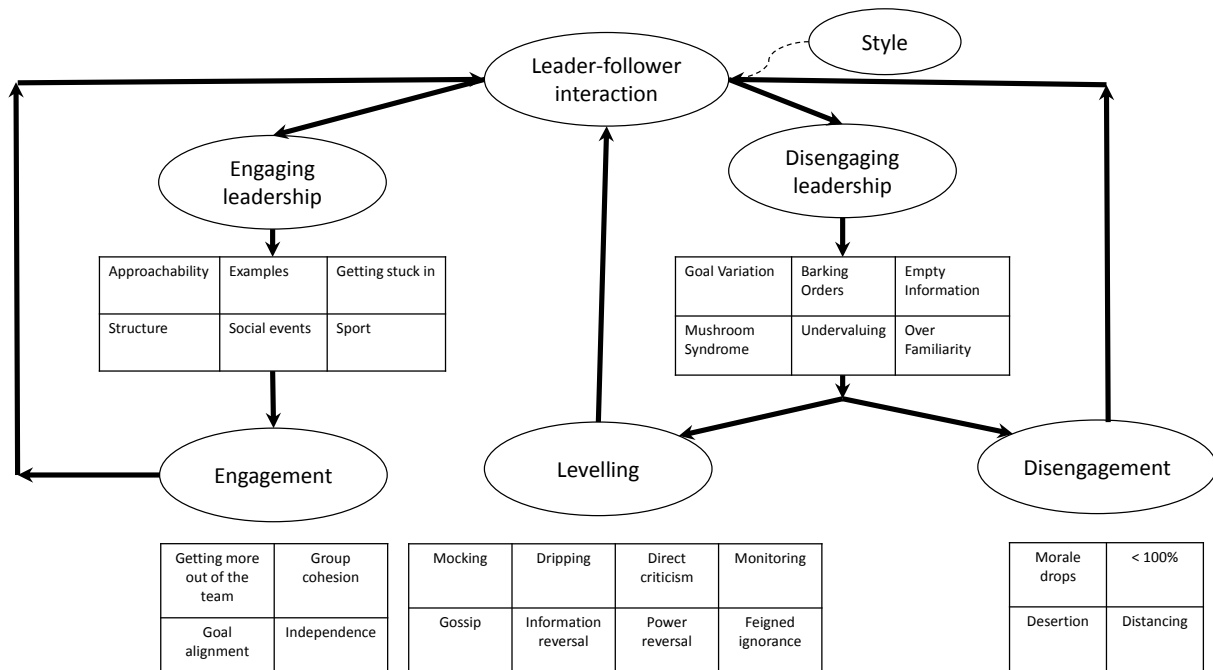 Style
Leader-follower
interaction
Engaging
leadership
Disengaging
leadership
Approachability
Examples
Getting stuck in
Structure
Social events
Sport
Goal Variation
Barking
Orders
Empty
Information
Mushroom
Syndrome
Undervaluing
Over
Familiarity
Engagement
Levelling
Disengagement
Getting more
out of the
team
Group
cohesion
Goal
alignment
Independence
Mocking
Dripping
Direct
criticism
Monitoring
Gossip
Information
reversal
Power
reversal
Feigned
ignorance
Morale
drops
< 100%
Desertion
Distancing